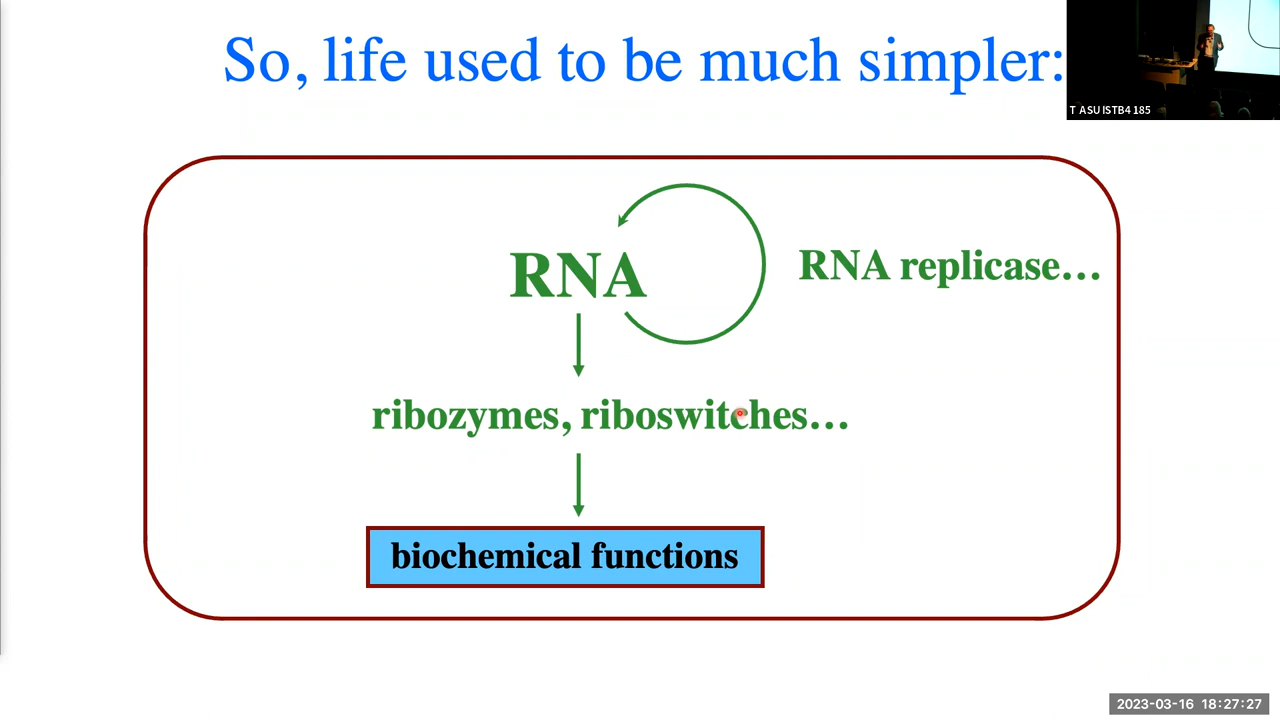 So, life used to be much simpler:
T ASU ISTB4 185
RNA
RNA replicase…
ribozymes, riboswitches…
biochemical functions
2023-03-16 18:27:27